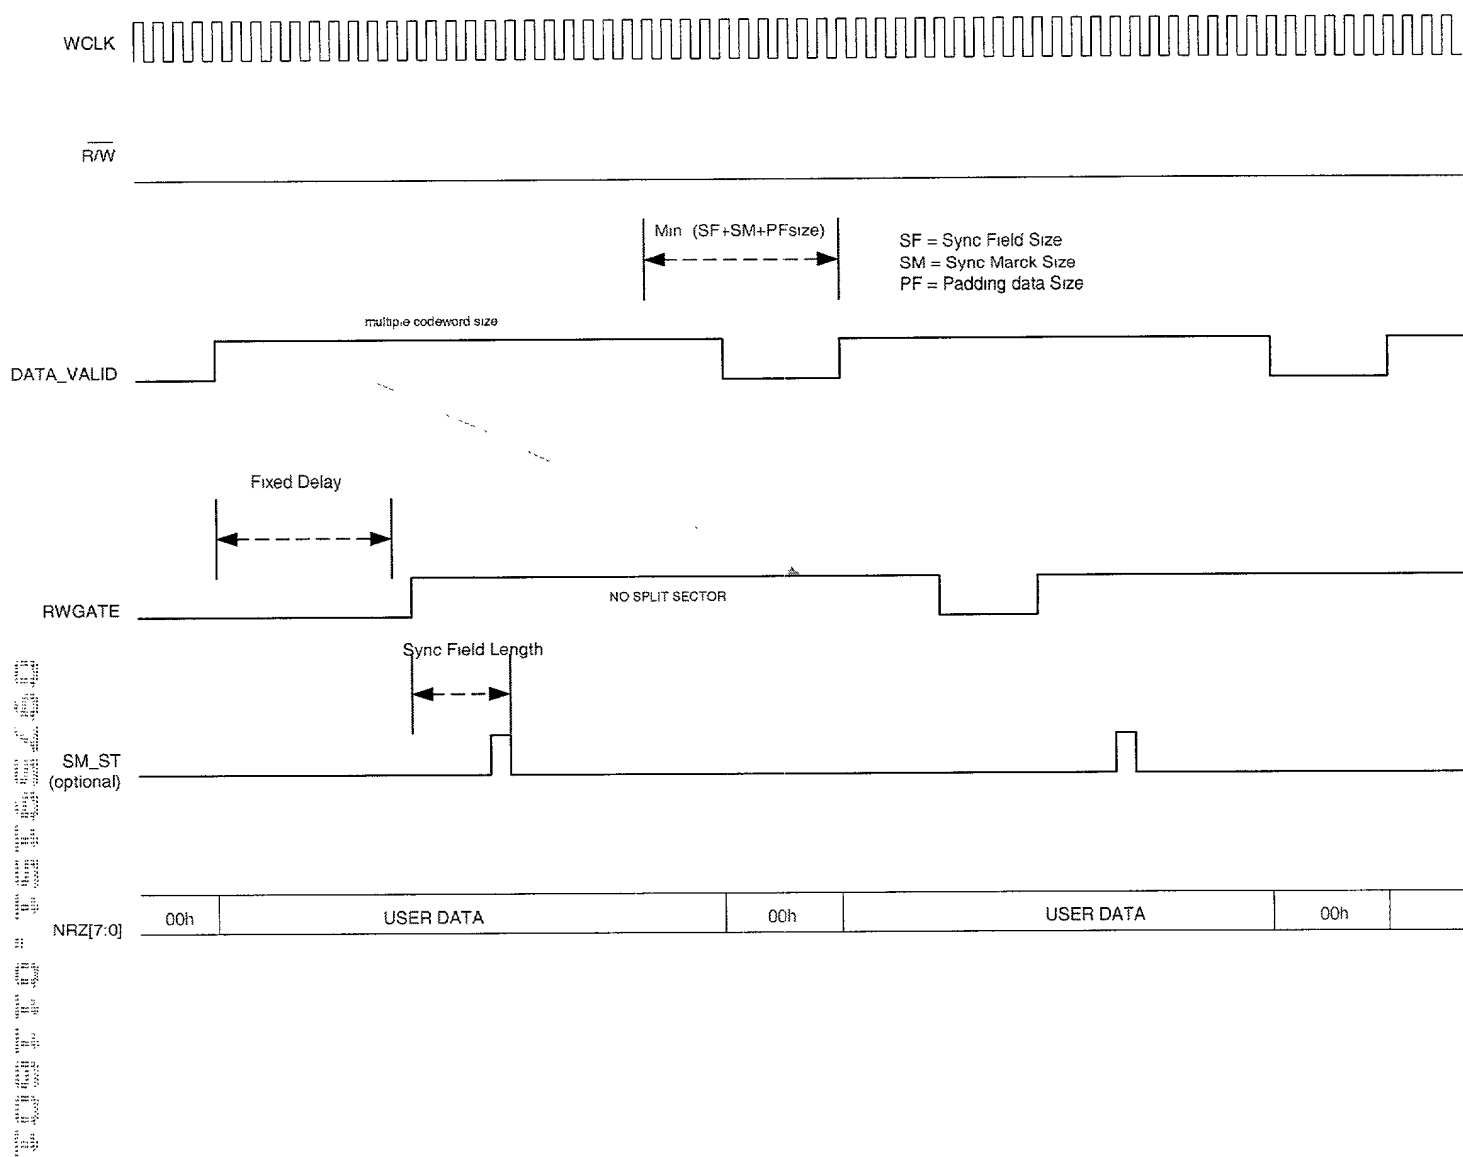 WCLK
R/W
Min (SF+SM+PFsize)
SF = Sync Field Size
SM = Sync Marck Size
PF = Padding data Size
multiple codeword size
DATA_VALID
Fixed Delay
RWGATE
NO SPLIT SECTOR
Sync Field Length
SM_ST
(optional)
NRZ[7:0]
00h
USER DATA
00h
USER DATA
00h